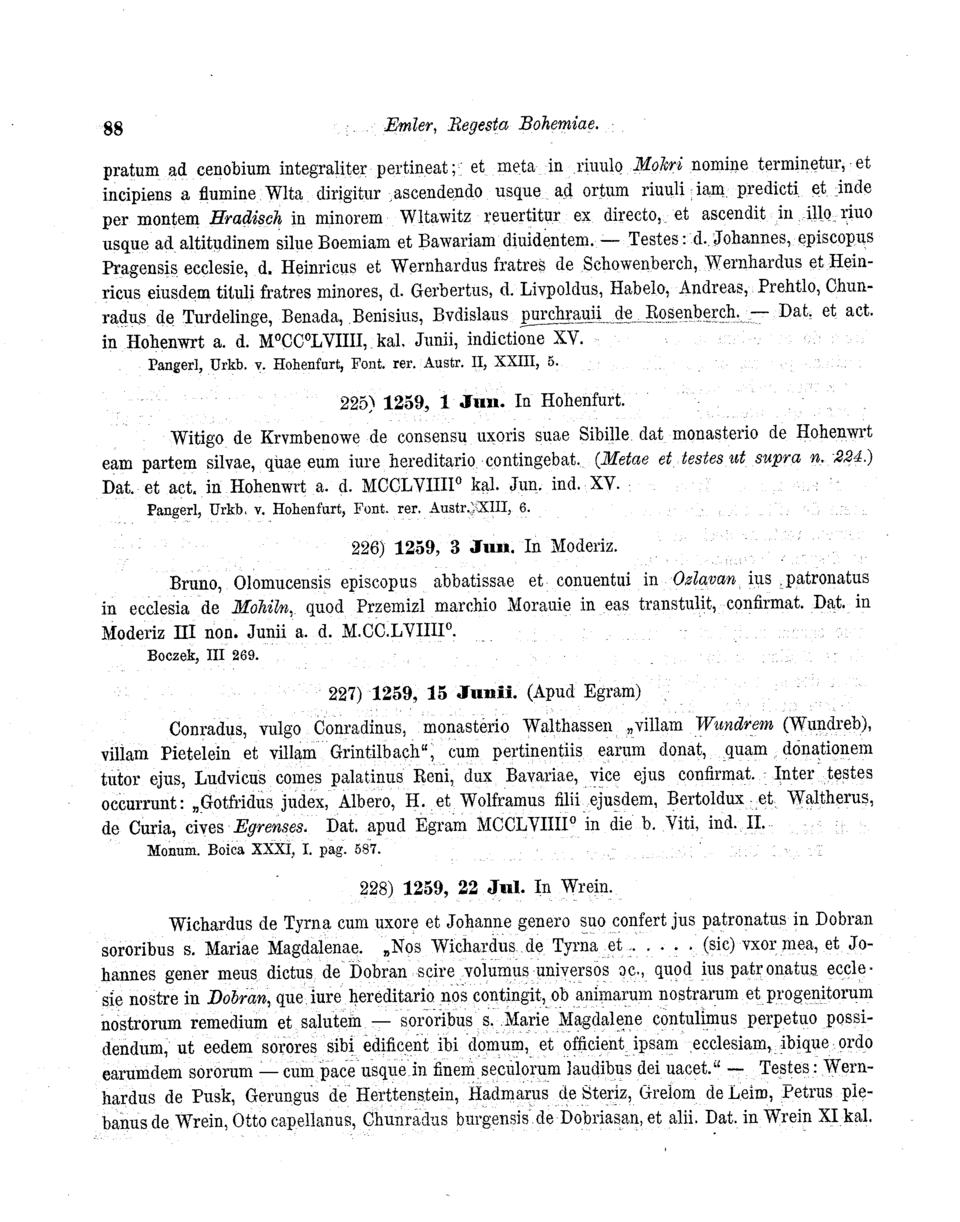 88
Emler, Regesta Bohemiae.
pratum ad cenobium integraliter pertineat; et meta in riuulo Mokri nomine terminetur, et
incipiens a flumine Wlta dirigitur ascendendo usque ad ortum riuuli iam predicti et inde
per montem Hradisch in minorem Wltawitz reuertitur ex directo, et ascendit in illo riuo
usque ad altitudinem silue Boemiam et Bawariam diuidentem. — Testes: d. Johannes, episcopus
Pragensis ecclesie, d. Heinricus et Wernhardus fratres de Schowenberch, Wernhardus et Hein-
ricus eiusdem tituli fratres minores, d. Gerbertus, d. Livpoldus, Habelo, Andreas, Prehtlo, Chun-
radus de Turdelinge, Benada, Benisius, Bvdislaus purchrauii de Rosenberch. — Dat. et act.
in Hohenwrt a. d. M⁰CC⁰LVIIII, kal. Junii, indictione XV.
Pangerl, Urkb. v. Hohenfurt, Font. rer. Austr. II, XXIII, 5.
225) 1259, 1 Jun. In Hohenfurt.
Witigo de Krvmbenowe de consensu uxoris suae Sibille dat monasterio de Hohenwrt
eam partem silvae, quae eum iure hereditario contingebat. (Metae et testes ut supra n. 224.)
Dat. et act. in Hohenwrt a. d. MCCLVIIII⁰ kal. Jun. ind. XV.
Pangerl, Urkb. v. Hohenfurt, Font. rer. Austr. XXIII, 6.
226) 1259, 3 Jun. In Moderiz.
Bruno, Olomucensis episcopus abbatissae et conuentui in Ozlavan ius patronatus
in ecclesia de Mohiln, quod Przemizl marchio Morauie in eas transtulit, confirmat. Dat. in
Moderiz III non. Junii a. d. M.CC.LVIIII⁰.
Boczek, III 269.
227) 1259, 15 Junii. (Apud Egram)
Conradus, vulgo Conradinus, monasterio Walthassen „villam Wundrem (Wundreb),
villam Pietelein et villam Grintilbach“, cum pertinentiis earum donat, quam donationem
tutor ejus, Ludvicus comes palatinus Reni, dux Bavariae, vice ejus confirmat. Inter testes
occurrunt: „Gotfridus judex, Albero, H. et Wolframus filii ejusdem, Bertoldux et Waltherus,
de Curia, cives Egrenses. Dat. apud Egram MCCLVIIII⁰ in die b. Viti, ind. II.
Monum. Boica XXXI, I. pag. 587.
228) 1259, 22 Jul. In Wrein.
Wichardus de Tyrna cum uxore et Johanne genero suo confert jus patronatus in Dobran
sororibus s. Mariae Magdalenae. „Nos Wichardus de Tyrna et . . . . . (sic) vxor mea, et Jo-
hannes gener meus dictus de Dobran scire volumus universos ꝛc., quod ius patronatus eccle-
sie nostre in Dobran, que iure hereditario nos contingit, ob animarum nostrarum et progenitorum
nostrorum remedium et salutem — sororibus s. Marie Magdalene contulimus perpetuo possi-
dendum, ut eedem sorores sibi edificent ibi domum, et officient ipsam ecclesiam, ibique ordo
earumdem sororum — cum pace usque in finem seculorum laudibus dei uacet.“ — Testes: Wern-
hardus de Pusk, Gerungus de Herttenstein, Hadmarus de Steriz, Grelom de Leim, Petrus ple-
banus de Wrein, Otto capellanus, Chunradus burgensis de Dobriasan, et alii. Dat. in Wrein XI kal.